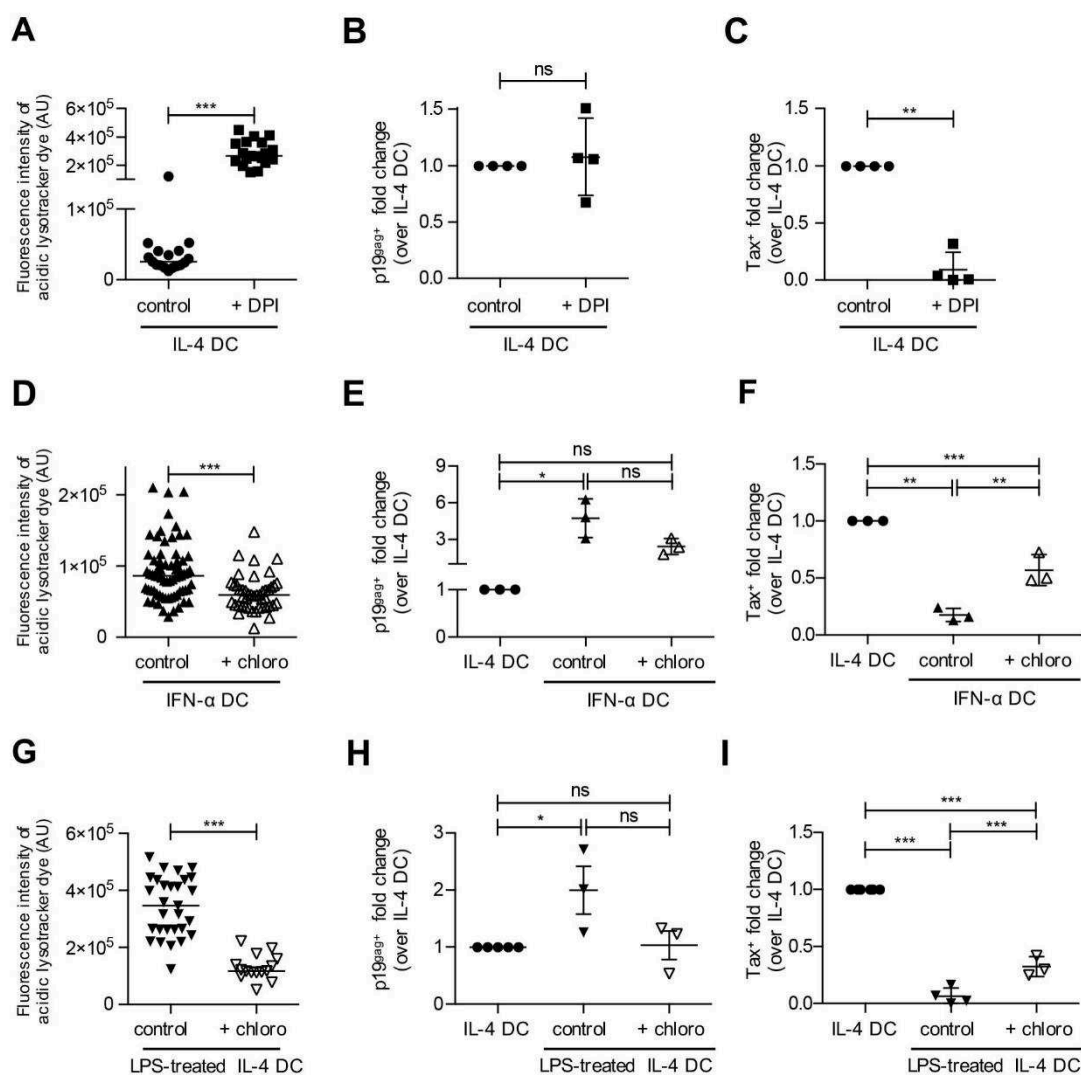 A
Fluorescence intensity of
acidic lysotracker dye (AU)
6×10⁵
4×10⁵
2×10⁵
1×10⁵
0
***
control
+ DPI
IL-4 DC
B
p19ᵍᵃᵍ⁺ fold change
(over IL-4 DC)
1.5
1.0
0.5
0.0
ns
control
+ DPI
IL-4 DC
C
Tax⁺ fold change
(over IL-4 DC)
1.5
1.0
0.5
0.0
**
control
+ DPI
IL-4 DC
D
Fluorescence intensity of
acidic lysotracker dye (AU)
2×10⁵
1×10⁵
0
***
control
+ chloro
IFN-α DC
E
p19ᵍᵃᵍ⁺ fold change
(over IL-4 DC)
9
6
3
1
0
ns
*
ns
IL-4 DC
control
+ chloro
IFN-α DC
F
Tax⁺ fold change
(over IL-4 DC)
1.5
1.0
0.5
0.0
***
**
**
IL-4 DC
control
+ chloro
IFN-α DC
G
Fluorescence intensity of
acidic lysotracker dye (AU)
6×10⁵
4×10⁵
2×10⁵
0
***
control
+ chloro
LPS-treated IL-4 DC
H
p19ᵍᵃᵍ⁺ fold change
(over IL-4 DC)
3
2
1
0
ns
*
ns
IL-4 DC
control
+ chloro
LPS-treated IL-4 DC
I
Tax⁺ fold change
(over IL-4 DC)
1.5
1.0
0.5
0.0
***
***
***
IL-4 DC
control
+ chloro
LPS-treated IL-4 DC